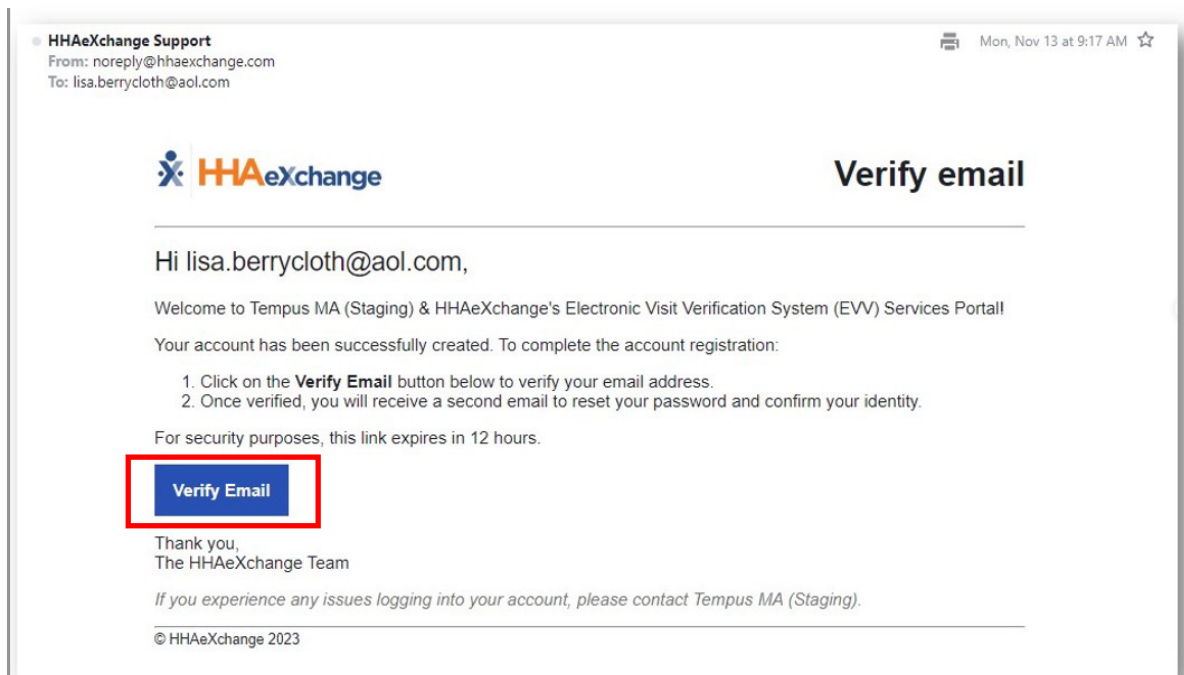 HHAeXchange Support
Mon, Nov 13 at 9:17 AM
From: noreply@hhaexchange.com
To: lisa.berrycloth@aol.com
HHAeXchange
Verify email
Hi lisa.berrycloth@aol.com,
Welcome to Tempus MA (Staging) & HHAeXchange's Electronic Visit Verification System (EVV) Services Portal!
Your account has been successfully created. To complete the account registration:
1. Click on the Verify Email button below to verify your email address.
2. Once verified, you will receive a second email to reset your password and confirm your identity.
For security purposes, this link expires in 12 hours.
Verify Email
Thank you,
The HHAeXchange Team
If you experience any issues logging into your account, please contact Tempus MA (Staging).
© HHAeXchange 2023